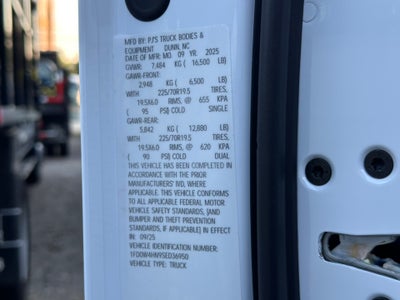 MFD BY: PJ'S TRUCK BODIES &
EQUIPMENT DUNN, NC
DATE OF MFR: MO. 09 YR. 2025
GVWR: 7,484 KG ( 16,500 LB)
GAWR-FRONT:
2,948 KG ( 6,500 LB)
WITH 225/70R19.5 TIRES,
19.5X6.0 RIMS, @ 655 KPA
( 95 PSI) COLD SINGLE
GAWR-REAR:
5,842 KG ( 12,880 LB)
WITH 225/70R19.5 TIRES,
19.5X6.0 RIMS, @ 620 KPA
( 90 PSI) COLD DUAL
THIS VEHICLE HAS BEEN COMPLETED IN
ACCORDANCE WITH THE PRIOR
MANUFACTURERS' IVD, WHERE
APPLICABLE. THIS VEHICLE CONFORMS
TO ALL APPLICABLE FEDERAL MOTOR
VEHICLE SAFETY STANDARDS, [AND
BUMPER AND THEFT PREVENTION
STANDARDS, IF APPLICABLE] IN EFFECT
IN: 09/25
VEHICLE IDENTIFICATION NUMBER:
1FD0W4HN9SED36950
VEHICLE TYPE: TRUCK